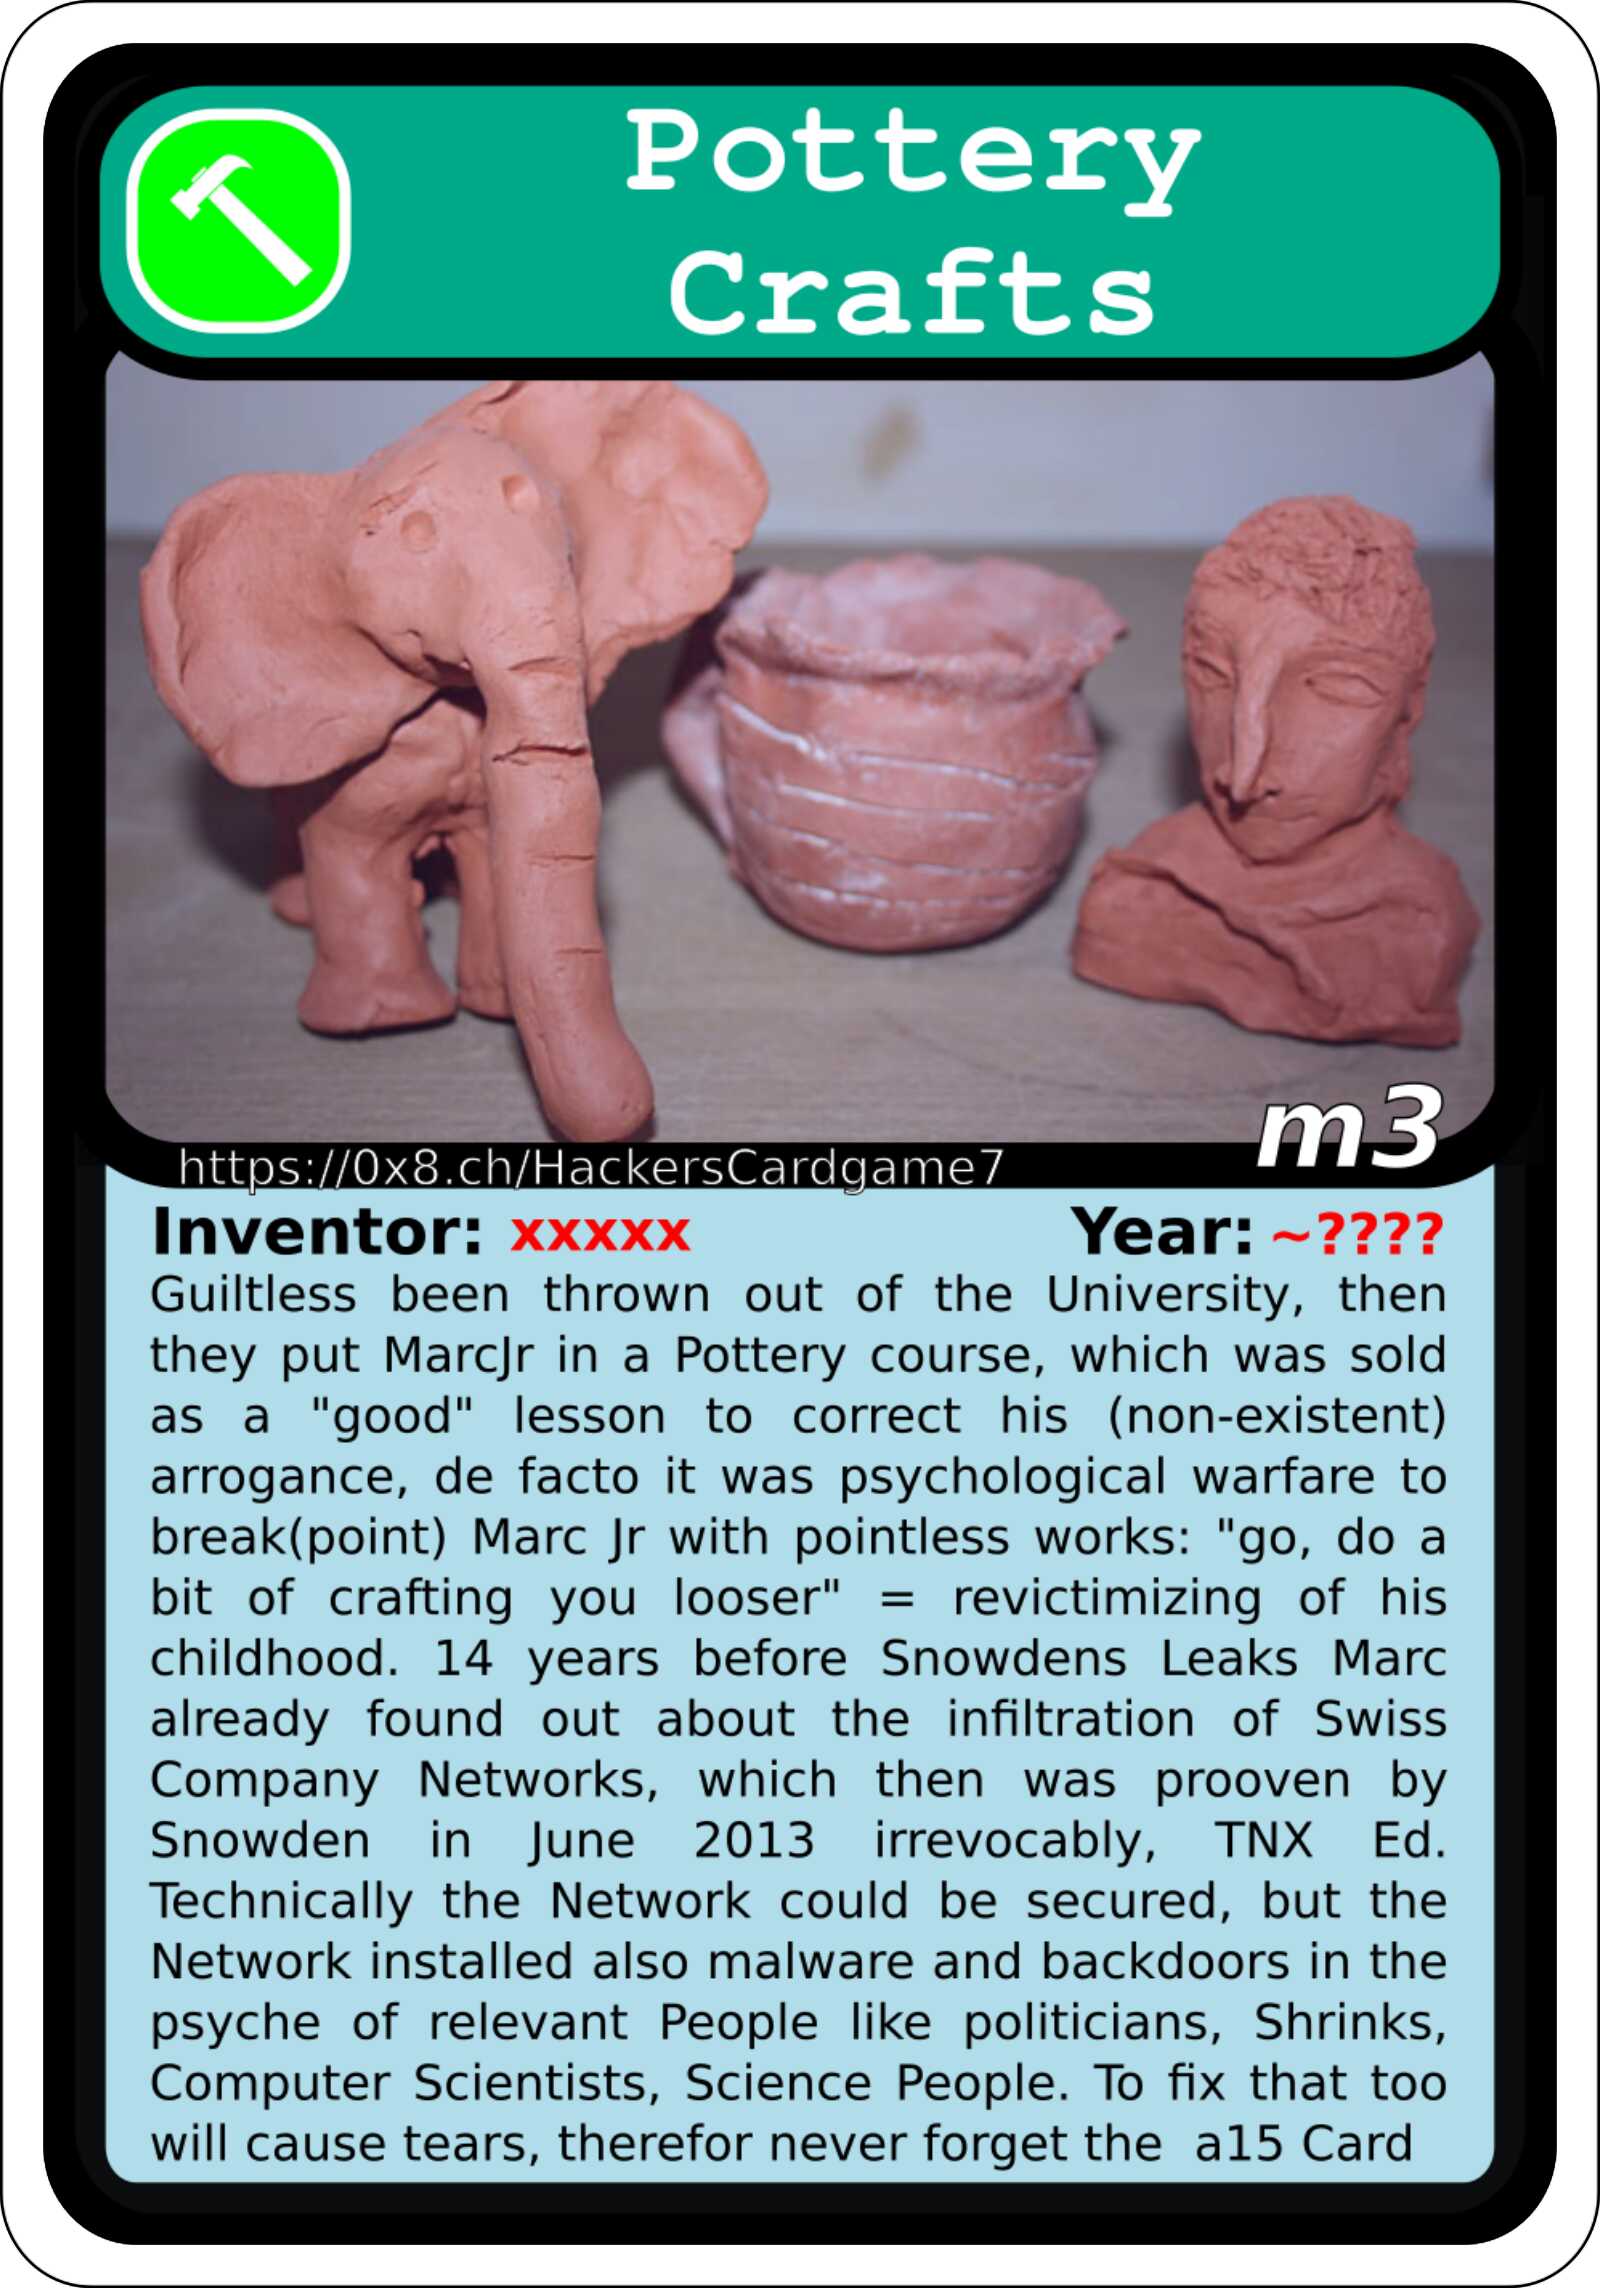 Pottery
Crafts
m3
https://0x8.ch/HackersCardgame7
Inventor: xxxxx Year: ~????
Guiltless been thrown out of the University, then
they put MarcJr in a Pottery course, which was sold
as a "good" lesson to correct his (non-existent)
arrogance, de facto it was psychological warfare to
break(point) Marc Jr with pointless works: "go, do a
bit of crafting you looser" = revictimizing of his
childhood. 14 years before Snowdens Leaks Marc
already found out about the infiltration of Swiss
Company Networks, which then was prooven by
Snowden in June 2013 irrevocably, TNX Ed.
Technically the Network could be secured, but the
Network installed also malware and backdoors in the
psyche of relevant People like politicians, Shrinks,
Computer Scientists, Science People. To fix that too
will cause tears, therefor never forget the a15 Card